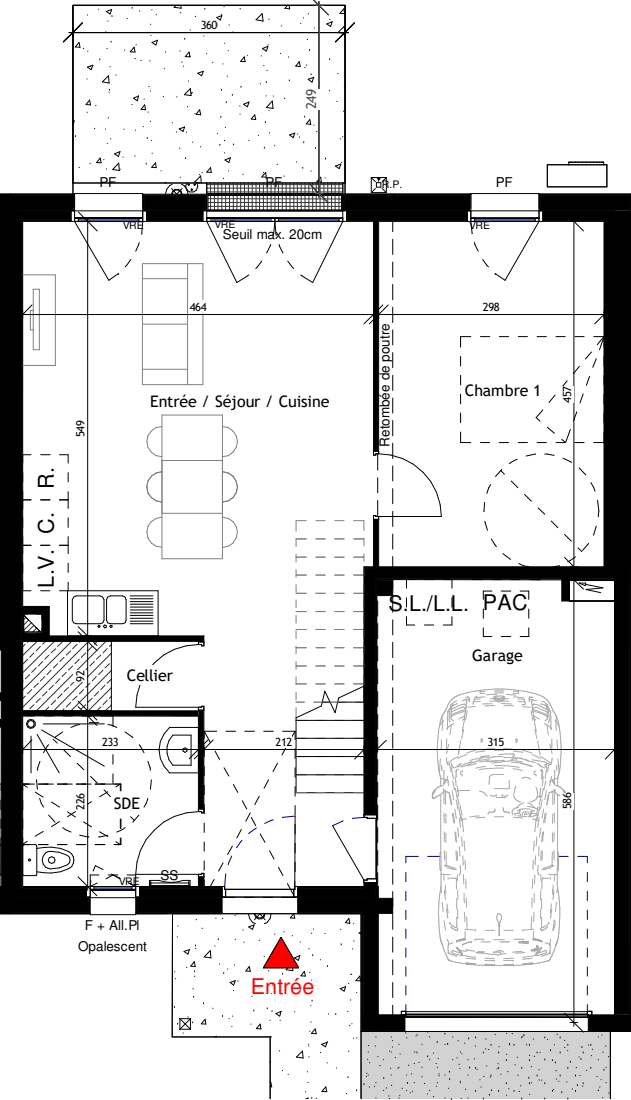 360
249
PF
PF
R.P.
PF
VRE
VRE
VRE
Seuil max. 20cm
464
298
Retombée de poutre
Chambre 1
457
Entrée / Séjour / Cuisine
549
R.
C.
L.V.
S.L./L.L.
PAC
Garage
92
Cellier
233
212
315
226
SDE
586
VRE
SS
F + All.Pl
Opalescent
Entrée